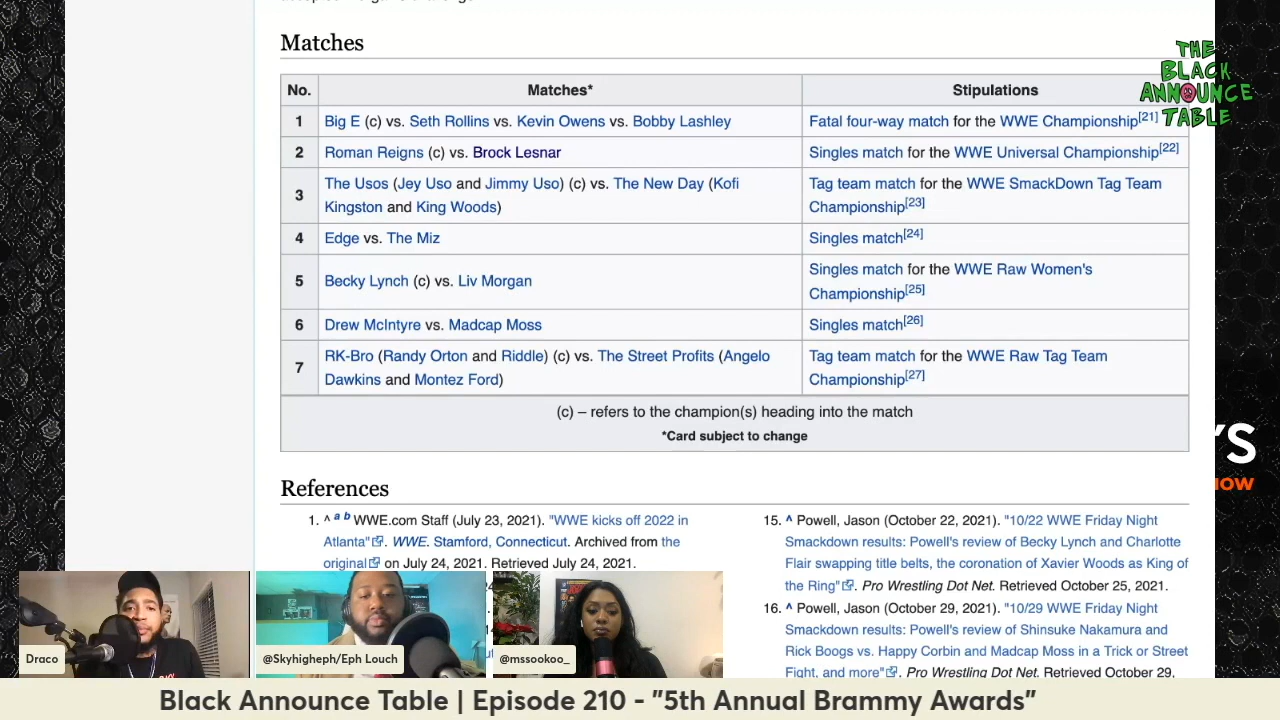 Matches
THE
BLACK
ANNOUNCE
TABLE
No. Matches* Stipulations
1 Big E (c) vs. Seth Rollins vs. Kevin Owens vs. Bobby Lashley Fatal four-way match for the WWE Championship[21]
2 Roman Reigns (c) vs. Brock Lesnar Singles match for the WWE Universal Championship[22]
3 The Usos (Jey Uso and Jimmy Uso) (c) vs. The New Day (Kofi
Kingston and King Woods)
Tag team match for the WWE SmackDown Tag Team
Championship[23]
4 Edge vs. The Miz Singles match[24]
5 Becky Lynch (c) vs. Liv Morgan
Singles match for the WWE Raw Women's
Championship[25]
6 Drew McIntyre vs. Madcap Moss Singles match[26]
7 RK-Bro (Randy Orton and Riddle) (c) vs. The Street Profits (Angelo
Dawkins and Montez Ford)
Tag team match for the WWE Raw Tag Team
Championship[27]
(c) – refers to the champion(s) heading into the match
*Card subject to change
'S
References
1. ^ a b WWE.com Staff (July 23, 2021). "WWE kicks off 2022 in
Atlanta". WWE. Stamford, Connecticut. Archived from the
original on July 24, 2021. Retrieved July 24, 2021.
15. ^ Powell, Jason (October 22, 2021). "10/22 WWE Friday Night
Smackdown results: Powell's review of Becky Lynch and Charlotte
Flair swapping title belts, the coronation of Xavier Woods as King of
the Ring". Pro Wrestling Dot Net. Retrieved October 25, 2021.
16. ^ Powell, Jason (October 29, 2021). "10/29 WWE Friday Night
Smackdown results: Powell's review of Shinsuke Nakamura and
Rick Boogs vs. Happy Corbin and Madcap Moss in a Trick or Street
Fight, and more". Pro Wrestling Dot Net. Retrieved October 29,
Draco
@Skyhigheph/Eph Louch
@mssookoo_
Black Announce Table | Episode 210 - "5th Annual Brammy Awards"